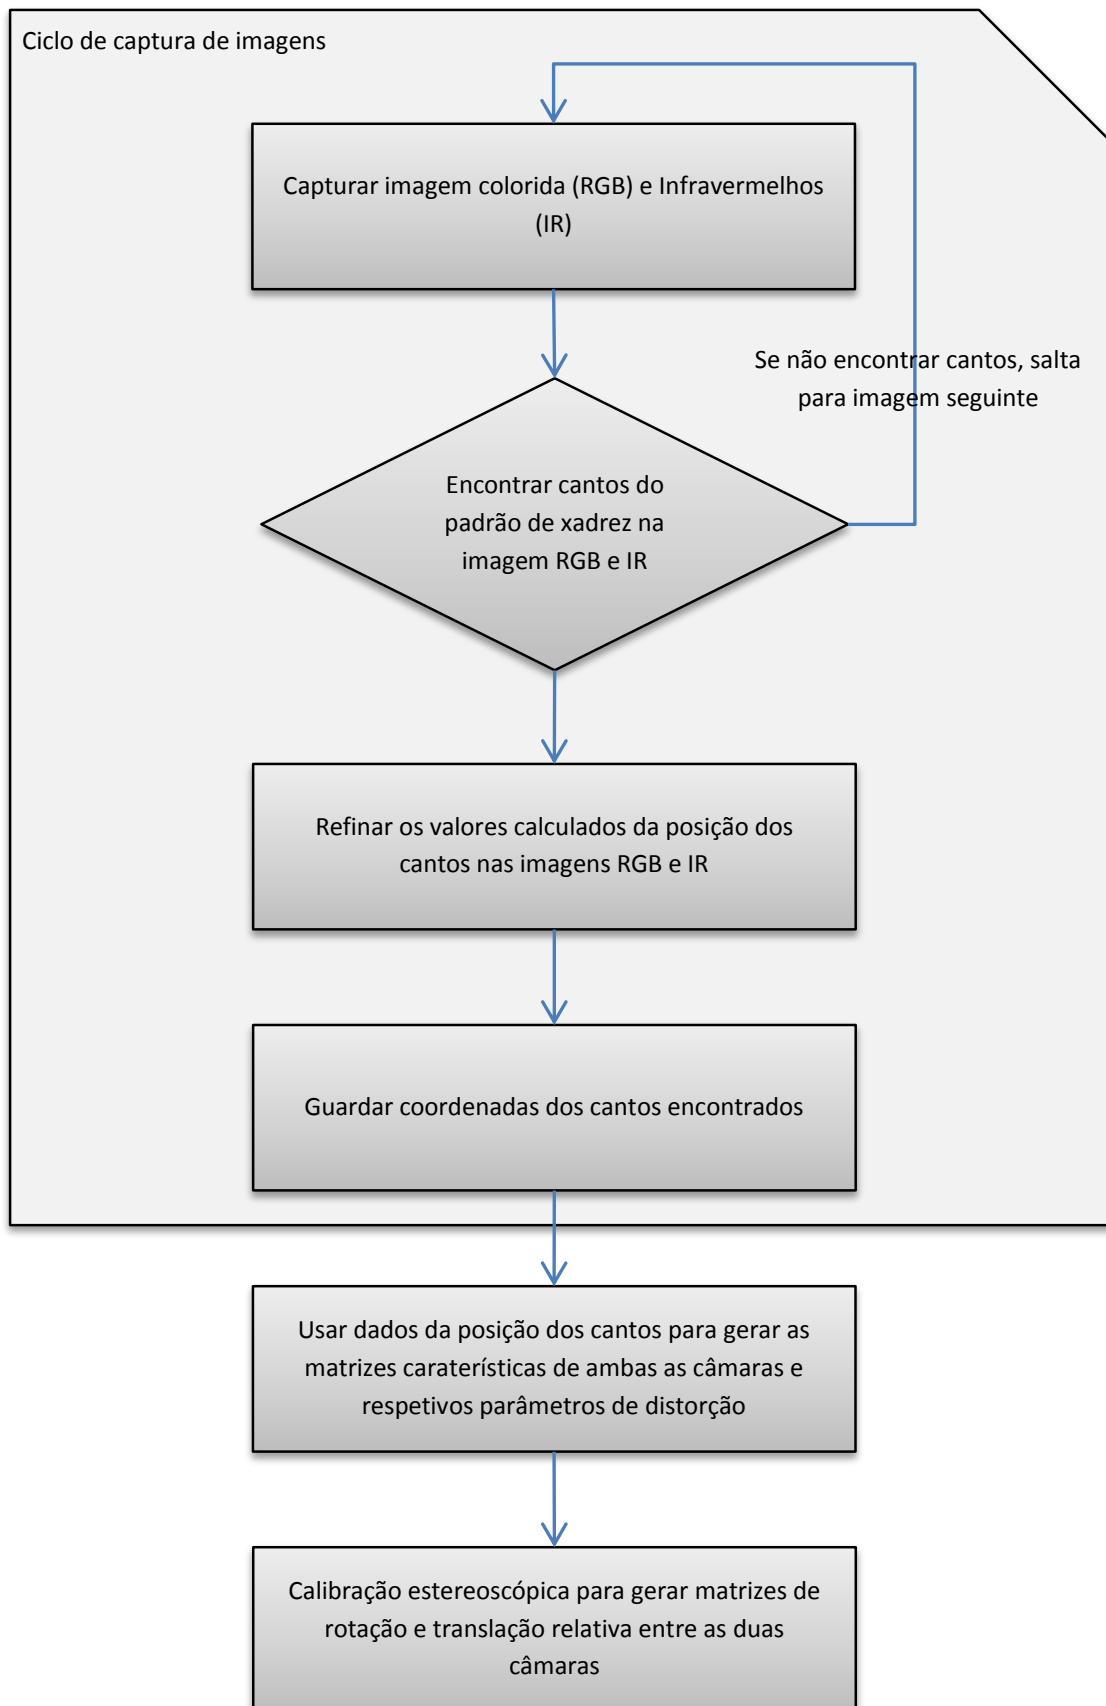 Ciclo de captura de imagens
Capturar imagem colorida (RGB) e Infravermelhos
(IR)
Se não encontrar cantos, salta
para imagem seguinte
Encontrar cantos do
padrão de xadrez na
imagem RGB e IR
Refinar os valores calculados da posição dos
cantos nas imagens RGB e IR
Guardar coordenadas dos cantos encontrados
Usar dados da posição dos cantos para gerar as
matrizes caraterísticas de ambas as câmaras e
respetivos parâmetros de distorção
Calibração estereoscópica para gerar matrizes de
rotação e translação relativa entre as duas
câmaras